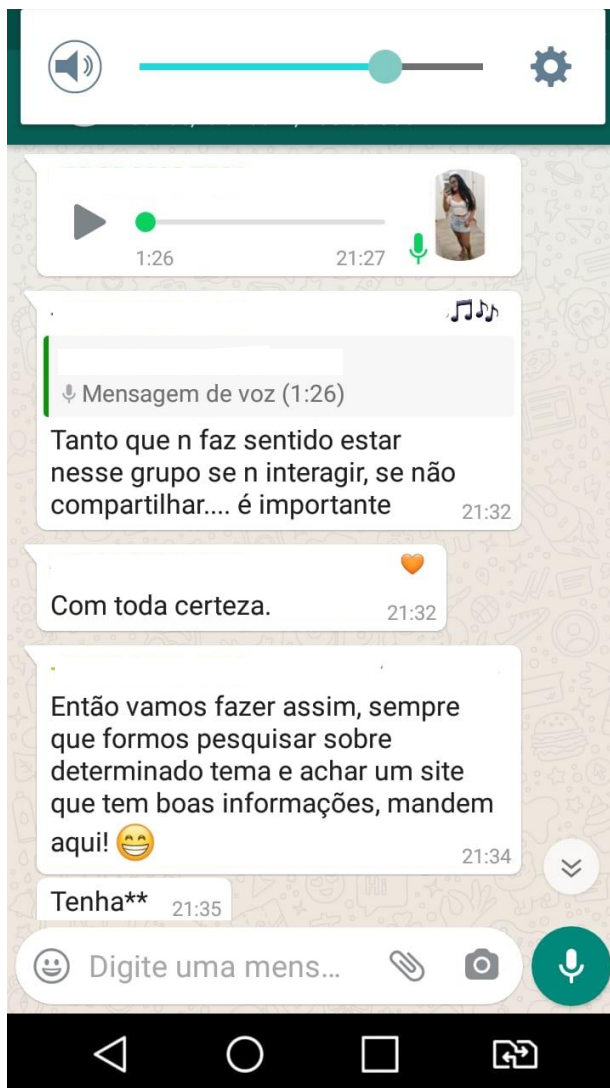 1:26 21:27
Mensagem de voz (1:26)
Tanto que n faz sentido estar
nesse grupo se n interagir, se não
compartilhar.... é importante
21:32
Com toda certeza.
21:32
Então vamos fazer assim, sempre
que formos pesquisar sobre
determinado tema e achar um site
que tem boas informações, mandem
aqui! 😁
21:34
Tenha** 21:35
Digite uma mens...